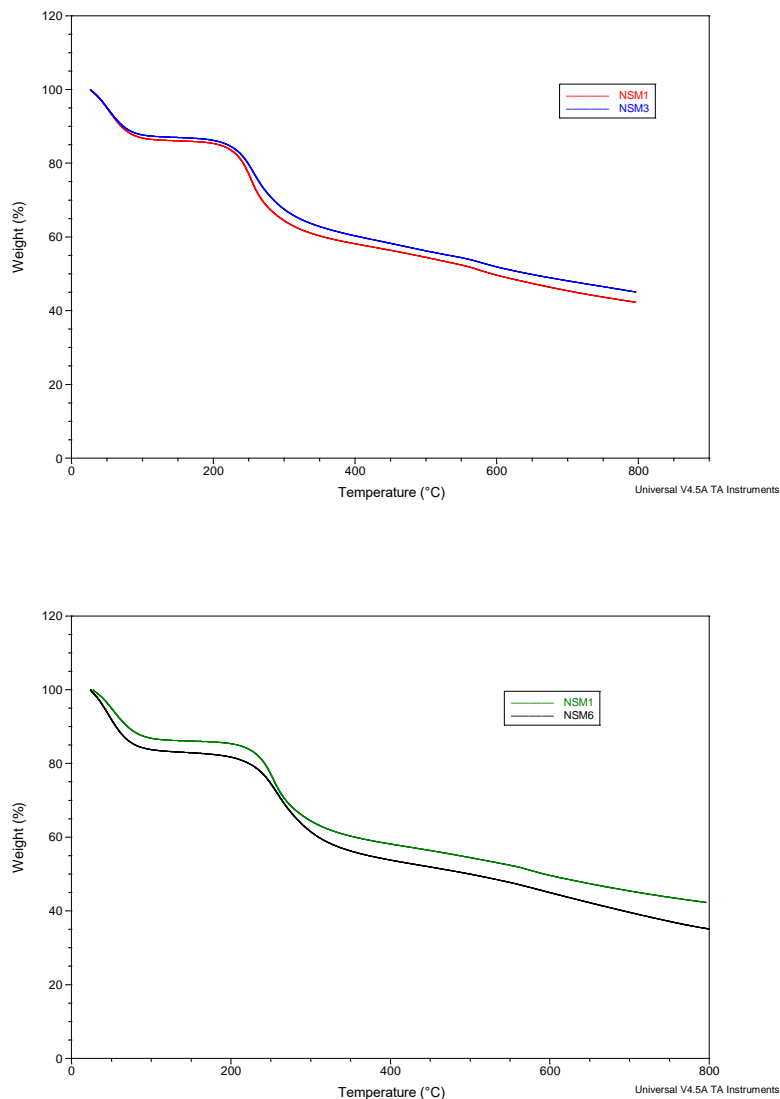 120
100
80
60
40
20
0
Weight (%)
NSM1
NSM3
0 200 400 600 800
Temperature (°C)
Universal V4.5A TA Instruments
120
100
80
60
40
20
0
Weight (%)
NSM1
NSM6
0 200 400 600 800
Temperature (°C)
Universal V4.5A TA Instruments